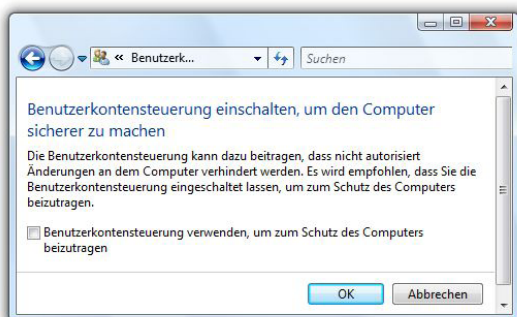 « Benutzerk...
Suchen
Benutzerkontensteuerung einschalten, um den Computer
sicherer zu machen
Die Benutzerkontensteuerung kann dazu beitragen, dass nicht autorisiert
Änderungen an dem Computer verhindert werden. Es wird empfohlen, dass Sie die
Benutzerkontensteuerung eingeschaltet lassen, um zum Schutz des Computers
beizutragen.
Benutzerkontensteuerung verwenden, um zum Schutz des Computers
beizutragen
OK
Abbrechen